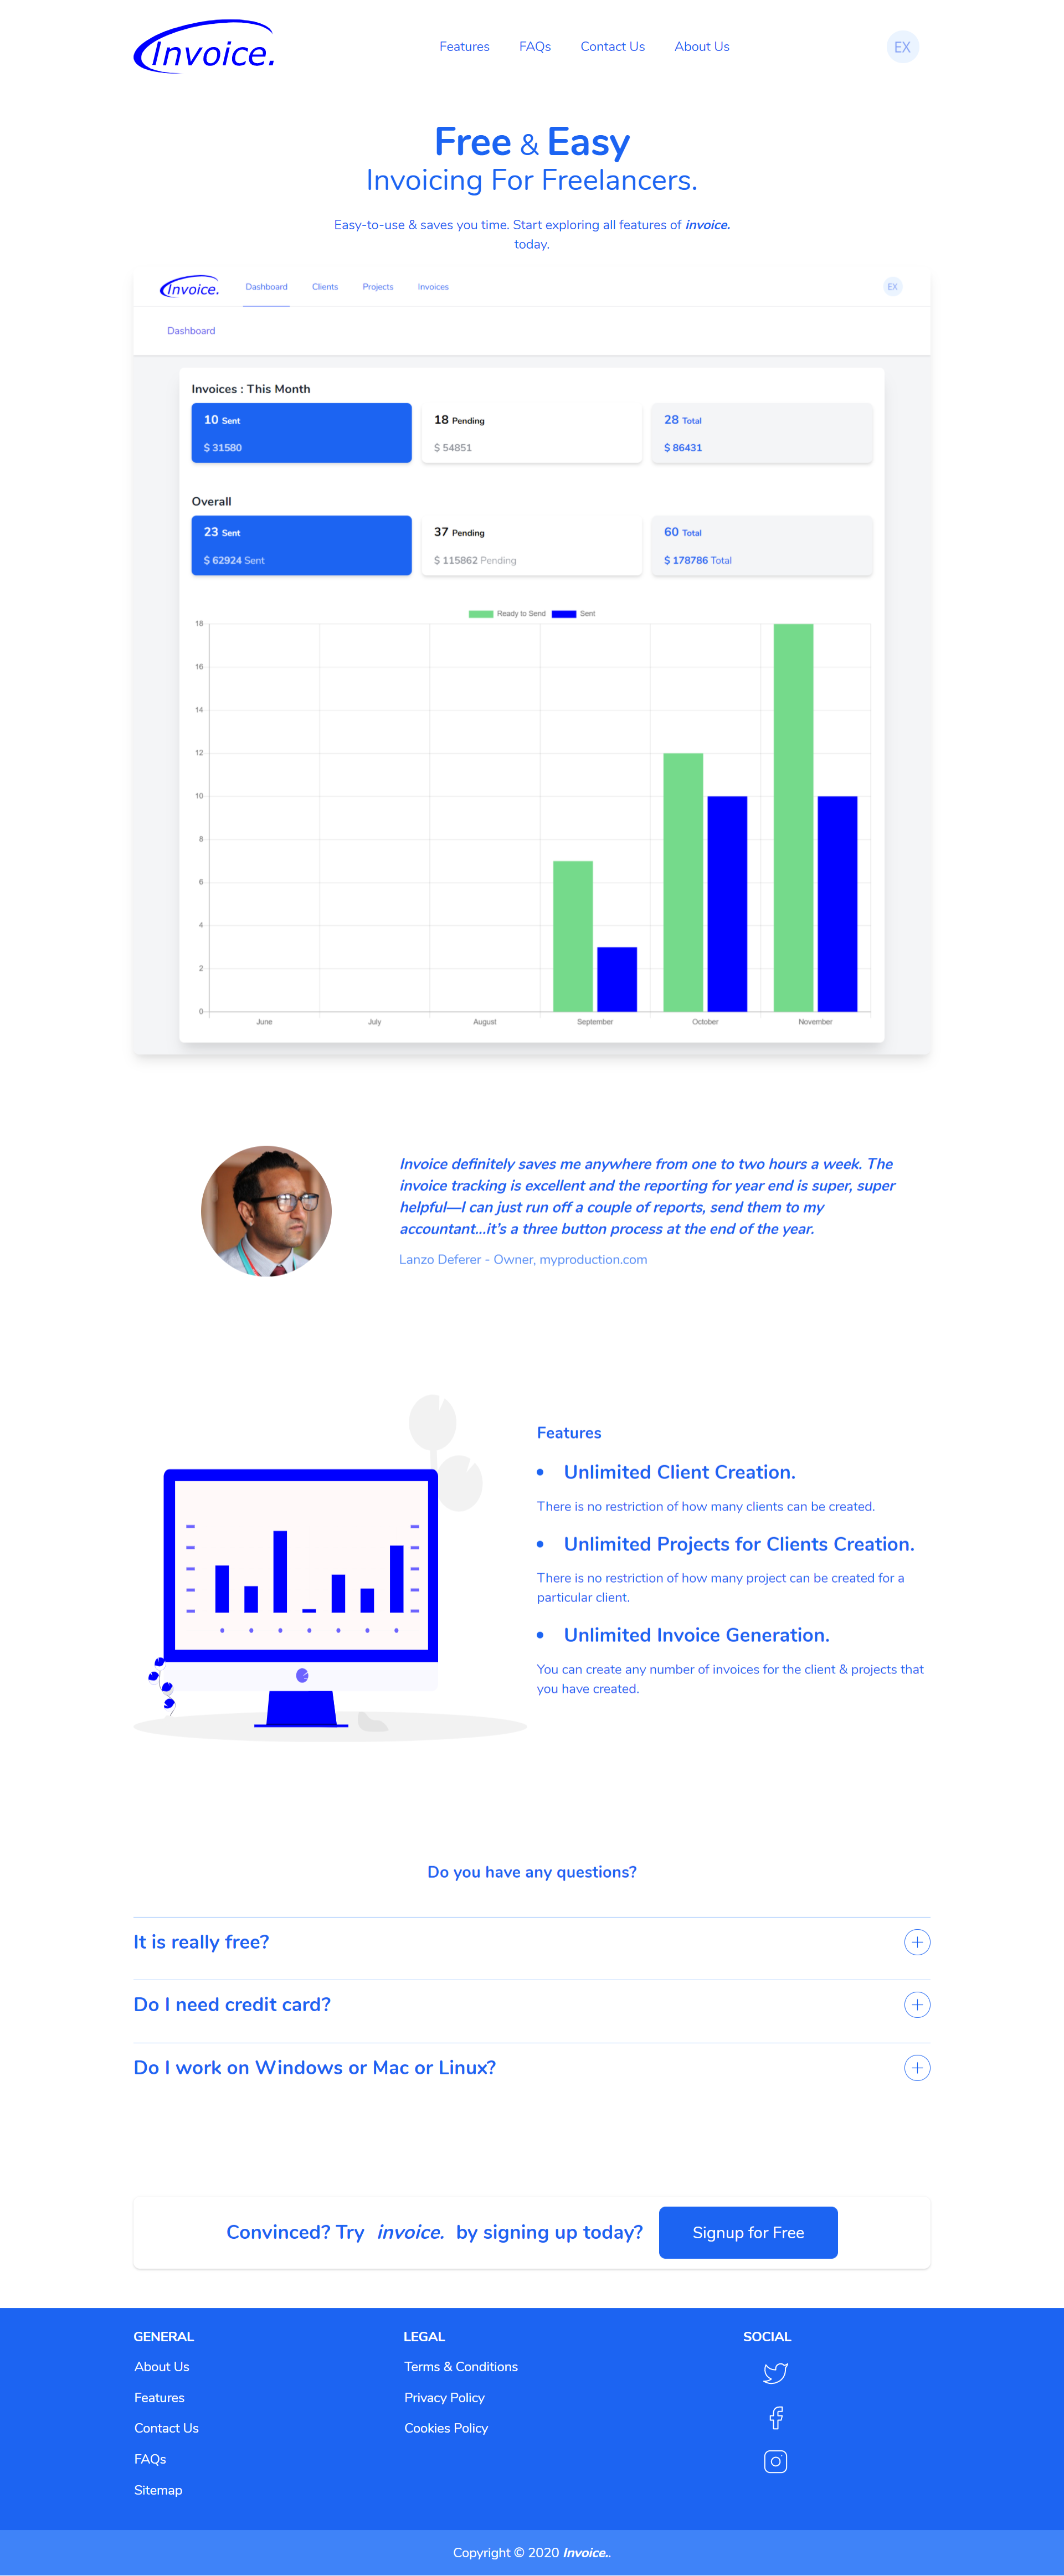 Invoice.
Features FAQs Contact Us About Us
EX
Free & Easy
Invoicing For Freelancers.
Easy-to-use & saves you time. Start exploring all features of invoice.
today.
Invoice.
Dashboard Clients Projects Invoices
EX
Dashboard
Invoices : This Month
10 Sent
$ 31580
18 Pending
$ 54851
28 Total
$ 86431
Overall
23 Sent
$ 62924 Sent
37 Pending
$ 115862 Pending
60 Total
$ 178786 Total
Ready to Send Sent
18
16
14
12
10
8
6
4
2
0
June July August September October November
Invoice definitely saves me anywhere from one to two hours a week. The
invoice tracking is excellent and the reporting for year end is super, super
helpful—I can just run off a couple of reports, send them to my
accountant...it’s a three button process at the end of the year.
Lanzo Deferer - Owner, myproduction.com
Features
• Unlimited Client Creation.
There is no restriction of how many clients can be created.
• Unlimited Projects for Clients Creation.
There is no restriction of how many project can be created for a
particular client.
• Unlimited Invoice Generation.
You can create any number of invoices for the client & projects that
you have created.
Do you have any questions?
It is really free?
Do I need credit card?
Do I work on Windows or Mac or Linux?
Convinced? Try invoice. by signing up today?
Signup for Free
GENERAL
About Us
Features
Contact Us
FAQs
Sitemap
LEGAL
Terms & Conditions
Privacy Policy
Cookies Policy
SOCIAL
Copyright © 2020 Invoice..